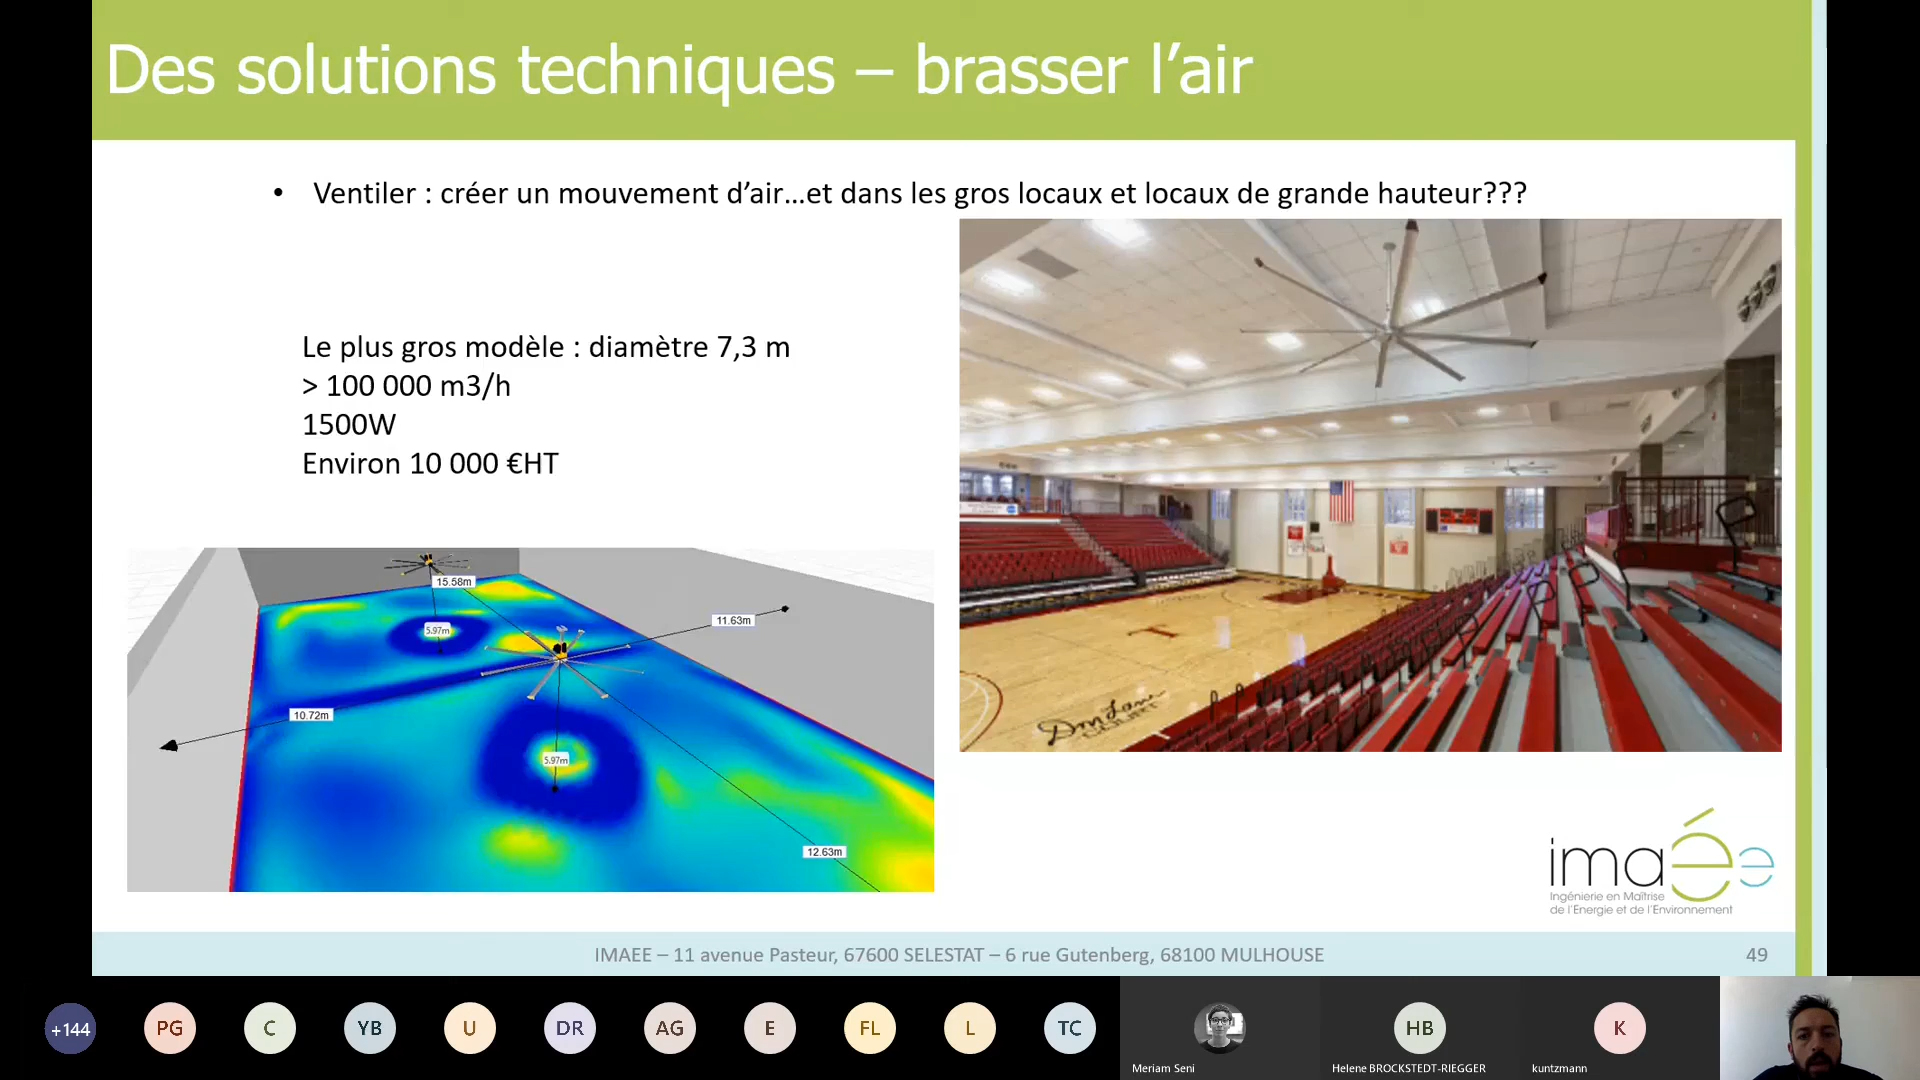 Des solutions techniques – brasser l’air
• Ventiler : créer un mouvement d’air...et dans les gros locaux et locaux de grande hauteur???
Le plus gros modèle : diamètre 7,3 m
> 100 000 m3/h
1500W
Environ 10 000 €HT
15.58m
11.63m
5.97m
10.72m
5.97m
12.63m
imaÉe
Ingénierie en Maîtrise
de l’Energie et de l’Environnement
IMAEE – 11 avenue Pasteur, 67600 SELESTAT – 6 rue Gutenberg, 68100 MULHOUSE
49
+144
PG
C
YB
U
DR
AG
E
FL
L
TC
HB
K
Meriam Seni
Helene BROCKSTEDT-RIEGGER
kuntzmann